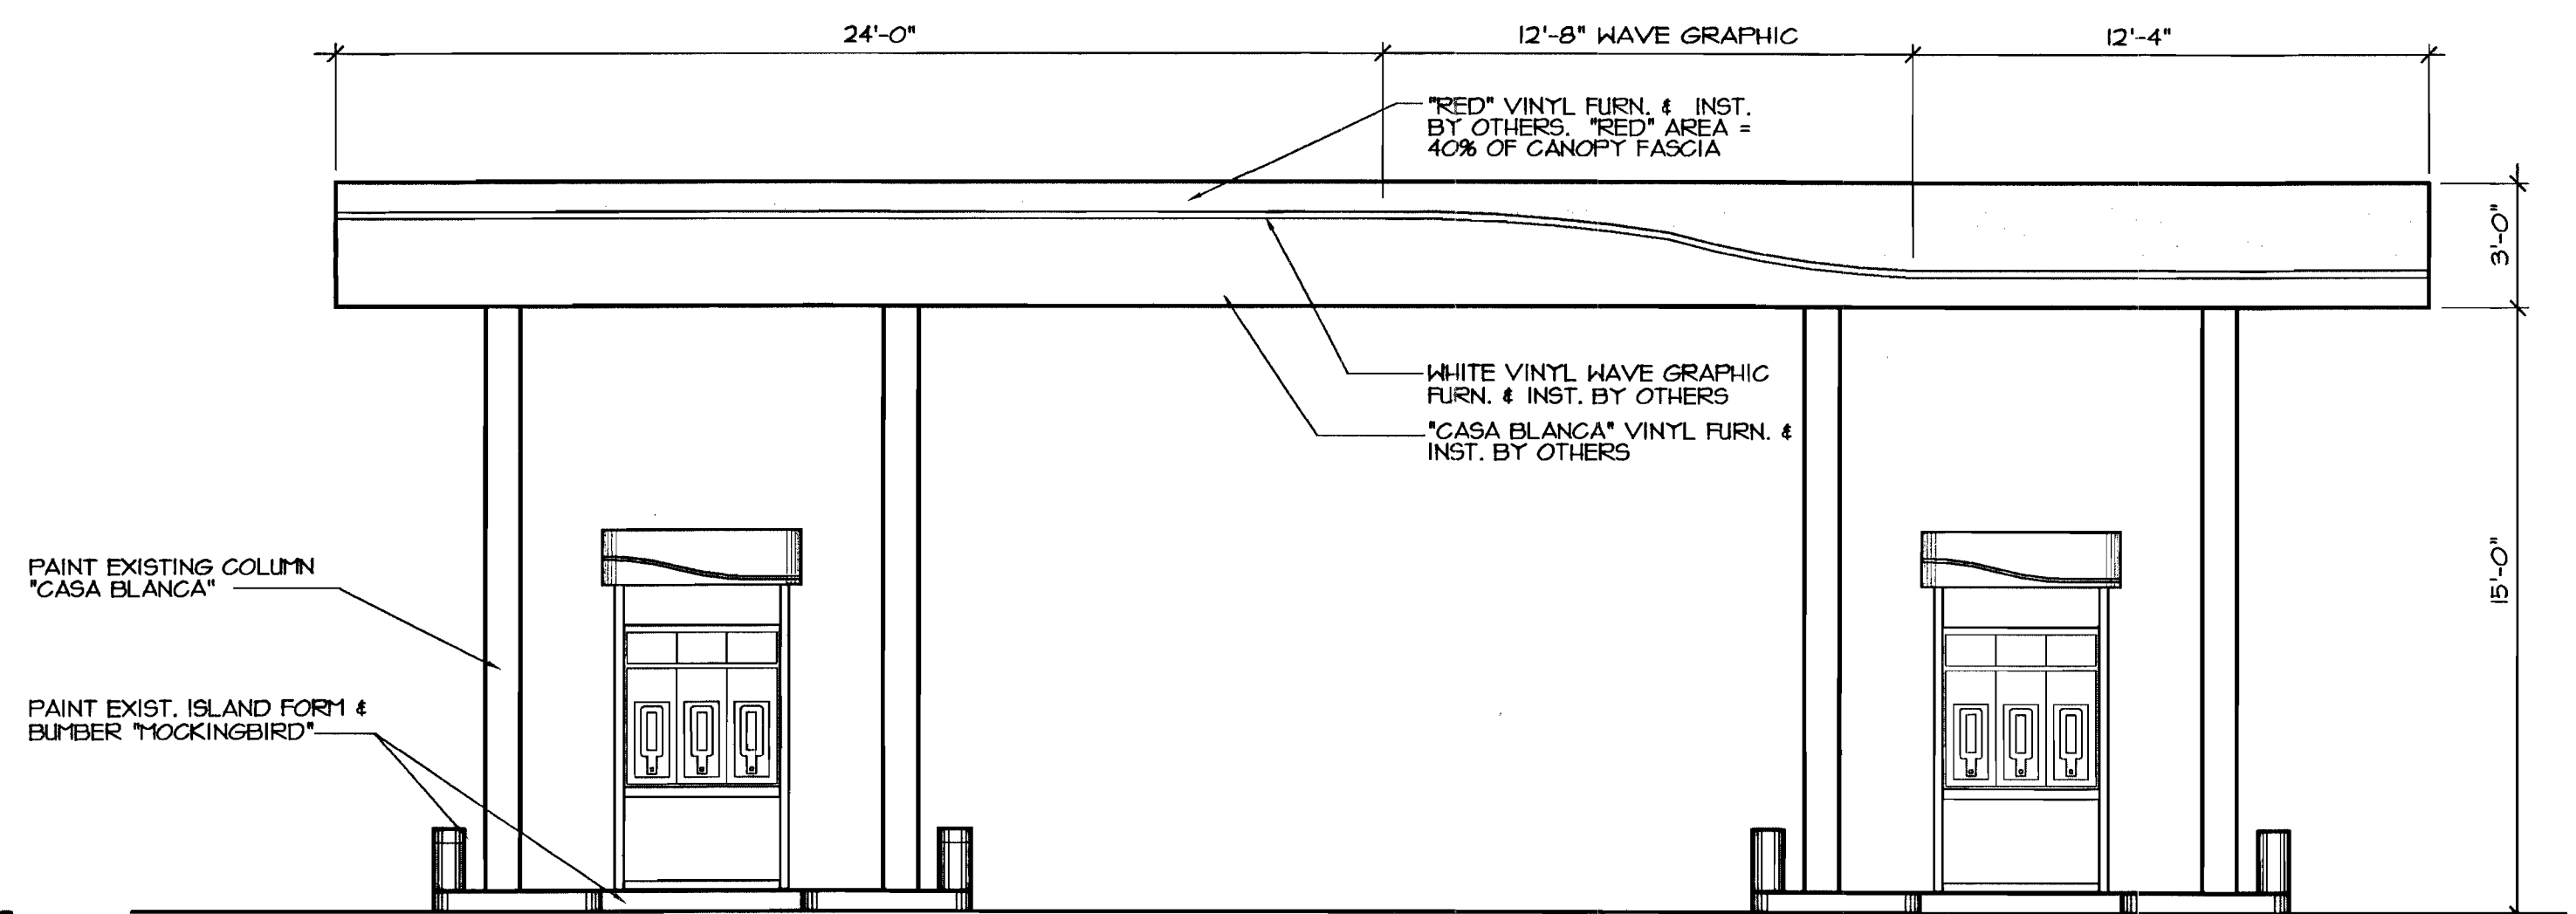 24'-0"
12'-8" WAVE GRAPHIC
12'-4"
"RED" VINYL FURN. & INST.
BY OTHERS. "RED" AREA =
40% OF CANOPY FASCIA
3'-0"
WHITE VINYL WAVE GRAPHIC
FURN. & INST. BY OTHERS
"CASA BLANCA" VINYL FURN. &
INST. BY OTHERS
PAINT EXISTING COLUMN
"CASA BLANCA"
15'-0"
PAINT EXIST. ISLAND FORM &
BUMBER "MOCKINGBIRD"